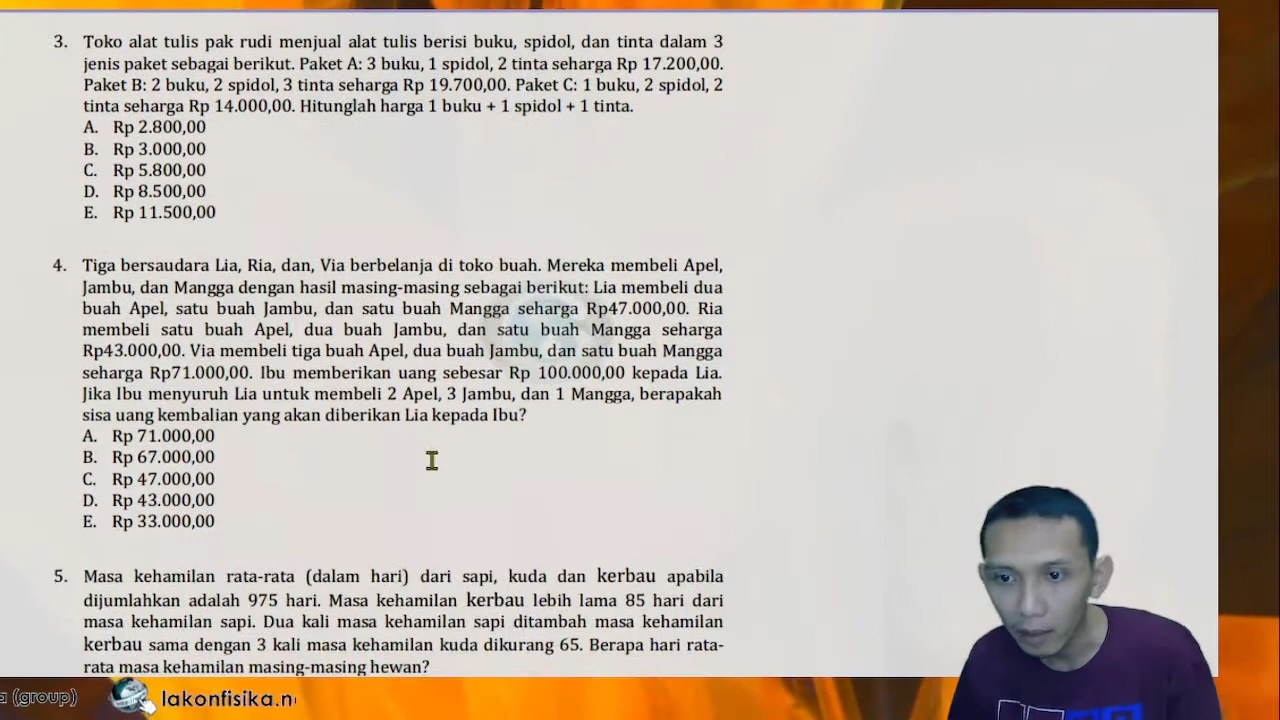 3. Toko alat tulis pak rudi menjual alat tulis berisi buku, spidol, dan tinta dalam 3
jenis paket sebagai berikut. Paket A: 3 buku, 1 spidol, 2 tinta seharga Rp 17.200,00.
Paket B: 2 buku, 2 spidol, 3 tinta seharga Rp 19.700,00. Paket C: 1 buku, 2 spidol, 2
tinta seharga Rp 14.000,00. Hitunglah harga 1 buku + 1 spidol + 1 tinta.
A. Rp 2.800,00
B. Rp 3.000,00
C. Rp 5.800,00
D. Rp 8.500,00
E. Rp 11.500,00
4. Tiga bersaudara Lia, Ria, dan, Via berbelanja di toko buah. Mereka membeli Apel,
Jambu, dan Mangga dengan hasil masing-masing sebagai berikut: Lia membeli dua
buah Apel, satu buah Jambu, dan satu buah Mangga seharga Rp47.000,00. Ria
membeli satu buah Apel, dua buah Jambu, dan satu buah Mangga seharga
Rp43.000,00. Via membeli tiga buah Apel, dua buah Jambu, dan satu buah Mangga
seharga Rp71.000,00. Ibu memberikan uang sebesar Rp 100.000,00 kepada Lia.
Jika Ibu menyuruh Lia untuk membeli 2 Apel, 3 Jambu, dan 1 Mangga, berapakah
sisa uang kembalian yang akan diberikan Lia kepada Ibu?
A. Rp 71.000,00
B. Rp 67.000,00
C. Rp 47.000,00
D. Rp 43.000,00
E. Rp 33.000,00
5. Masa kehamilan rata-rata (dalam hari) dari sapi, kuda dan kerbau apabila
dijumlahkan adalah 975 hari. Masa kehamilan kerbau lebih lama 85 hari dari
masa kehamilan sapi. Dua kali masa kehamilan sapi ditambah masa kehamilan
kerbau sama dengan 3 kali masa kehamilan kuda dikurang 65. Berapa hari rata-
rata masa kehamilan masing-masing hewan?
a (group) lakonfisika.n